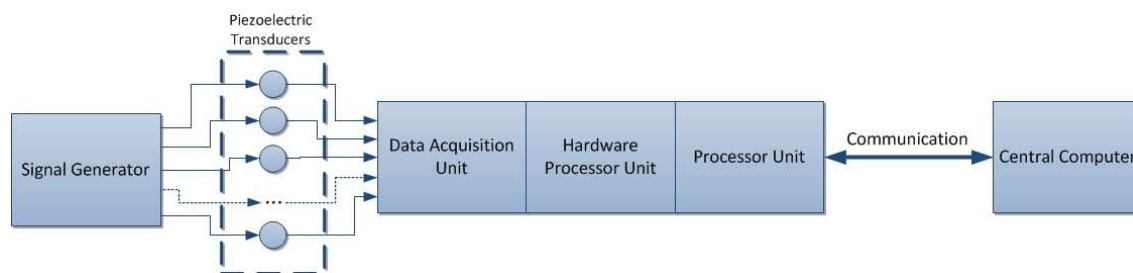 Piezoelectric
Transducers
Signal Generator
...
Data Acquisition
Unit
Hardware
Processor Unit
Processor Unit
Communication
Central Computer